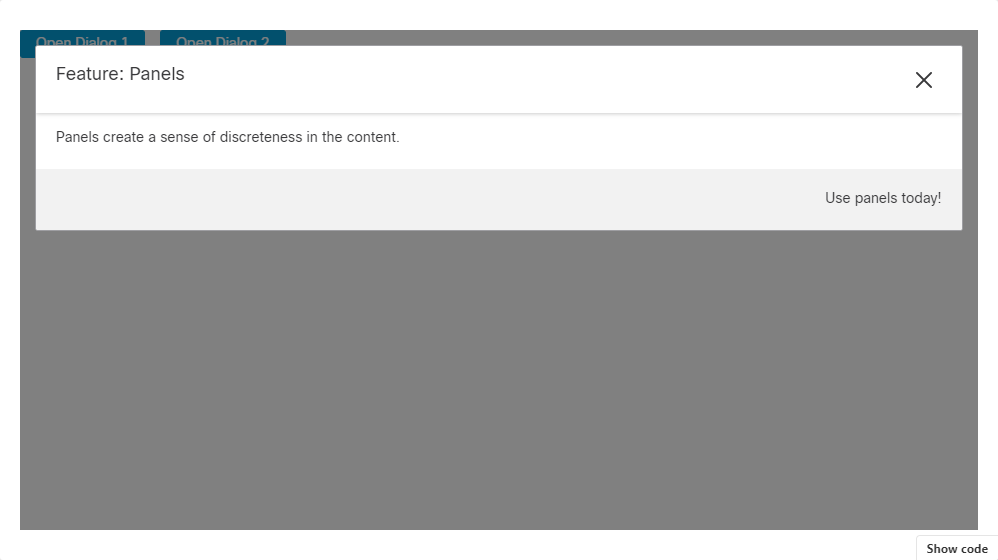 Open Dialog 1 Open Dialog 2
Feature: Panels
Panels create a sense of discreteness in the content.
Use panels today!
Show code